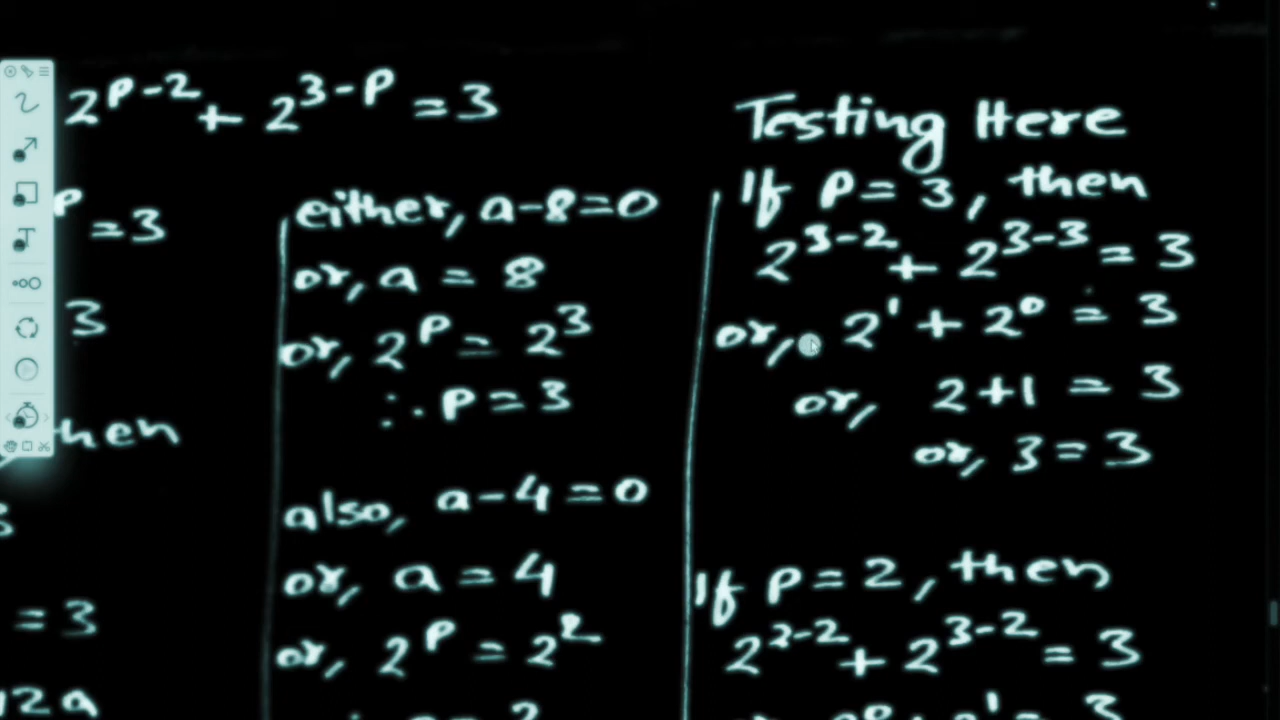 2^{p-2} + 2^{3-p} = 3
p = 3
3
then
= 3
12a
either, a-8=0
or, a = 8
or, 2^p = 2^3
∴ p = 3
also, a-4=0
or, a = 4
or, 2^p = 2^2
Testing Here
If p = 3, then
2^{3-2} + 2^{3-3} = 3
or, 2^1 + 2^0 = 3
or, 2+1 = 3
or, 3 = 3
If p = 2, then
2^{2-2} + 2^{3-2} = 3